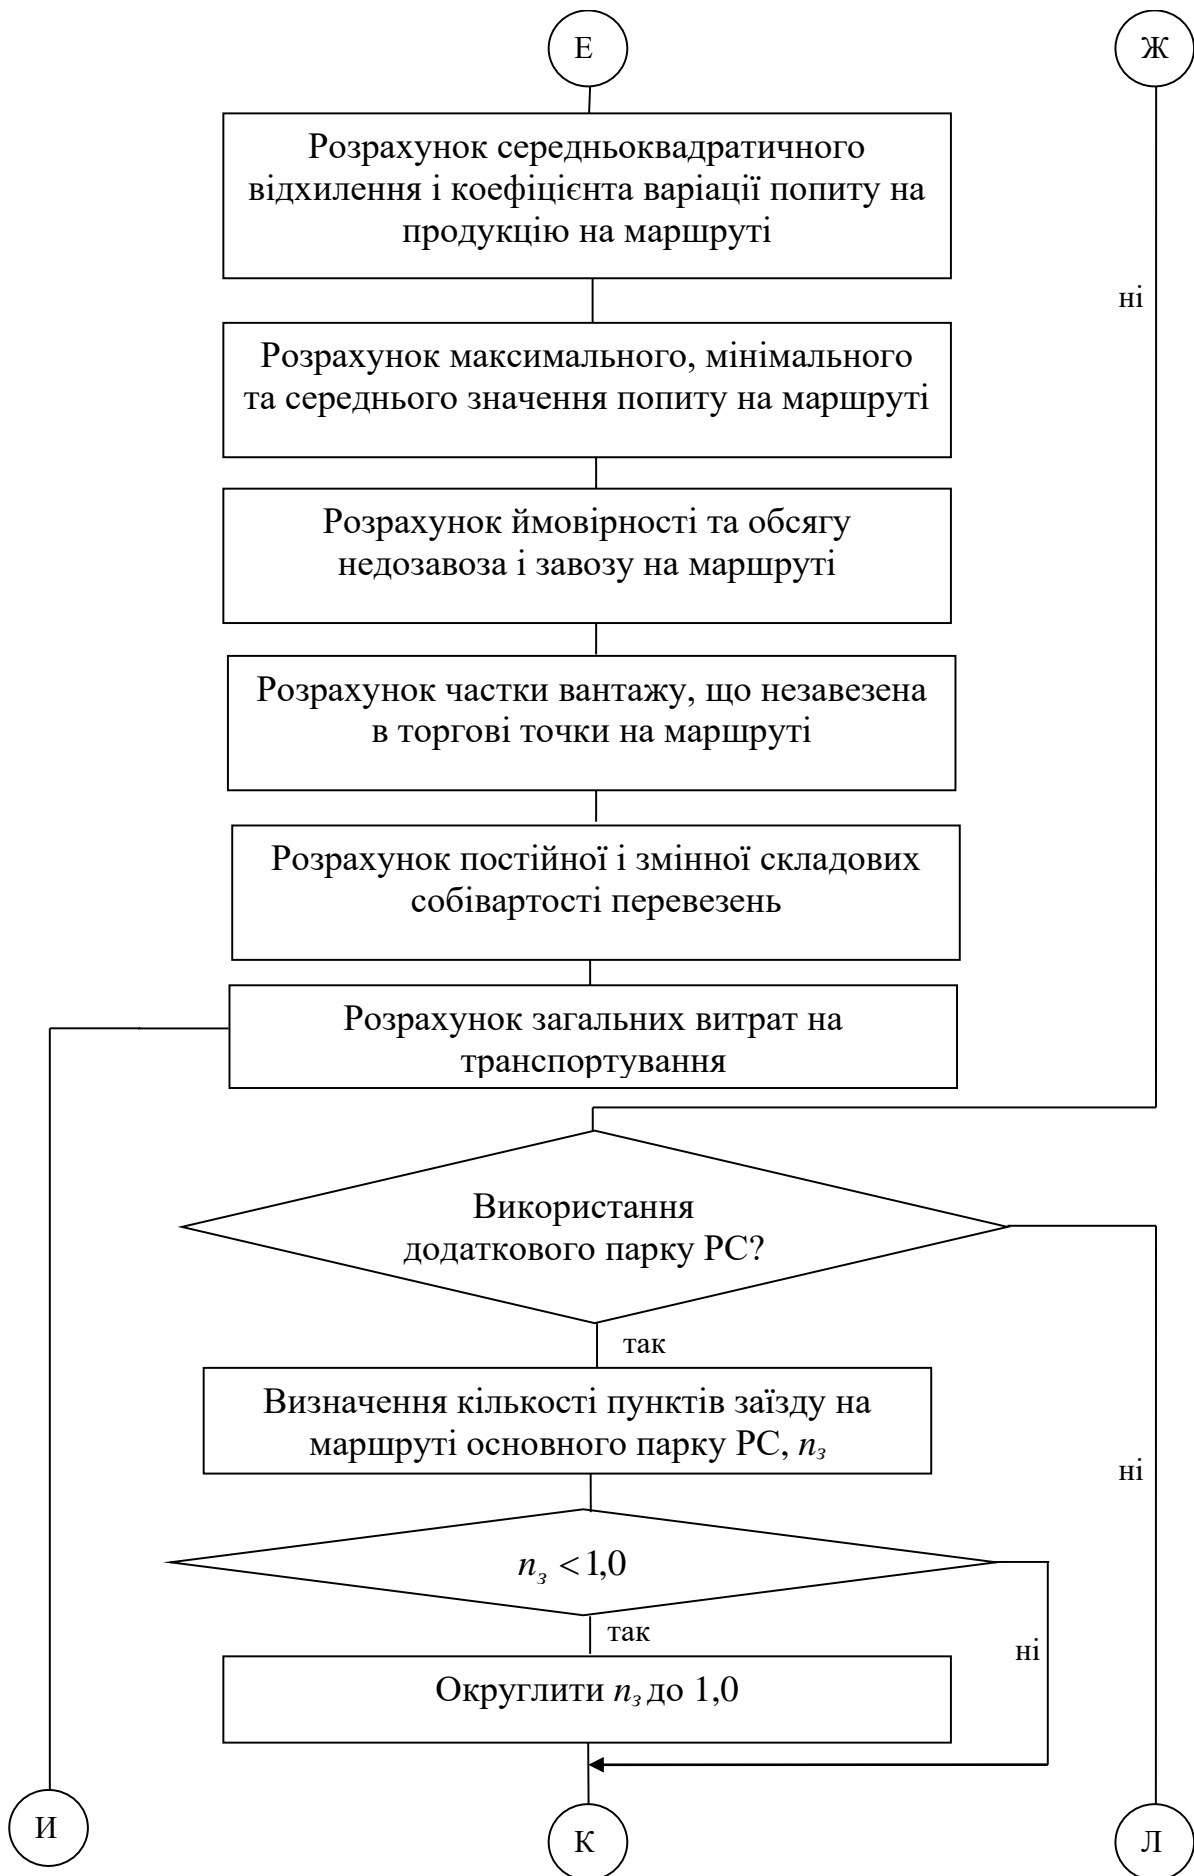 Е
Ж
Розрахунок середньоквадратичного
відхилення і коефіцієнта варіації попиту на
продукцію на маршруті
ні
Розрахунок максимального, мінімального
та середнього значення попиту на маршруті
Розрахунок ймовірності та обсягу
недозавоза і завозу на маршруті
Розрахунок частки вантажу, що незавезена
в торгові точки на маршруті
Розрахунок постійної і змінної складових
собівартості перевезень
Розрахунок загальних витрат на
транспортування
Використання
додаткового парку РС?
так
Визначення кількості пунктів заїзду на
маршруті основного парку РС, nз
ні
nз < 1,0
так
ні
Округлити nз до 1,0
И
К
Л